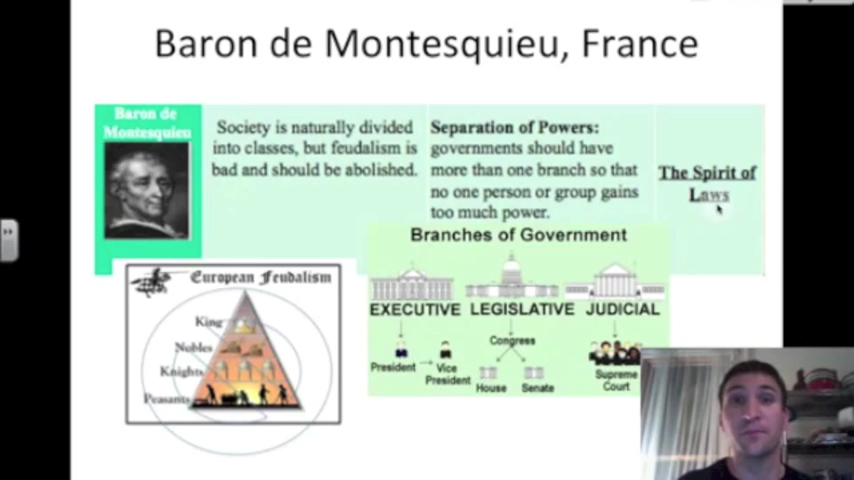 Baron de Montesquieu, France
Baron de
Montesquieu
Society is naturally divided
into classes, but feudalism is
bad and should be abolished.
Separation of Powers:
governments should have
more than one branch so that
no one person or group gains
too much power.
The Spirit of
Laws
European Feudalism
King
Nobles
Knights
Peasants
Branches of Government
EXECUTIVE
LEGISLATIVE
JUDICIAL
President
Vice
President
Congress
House
Senate
Supreme
Court